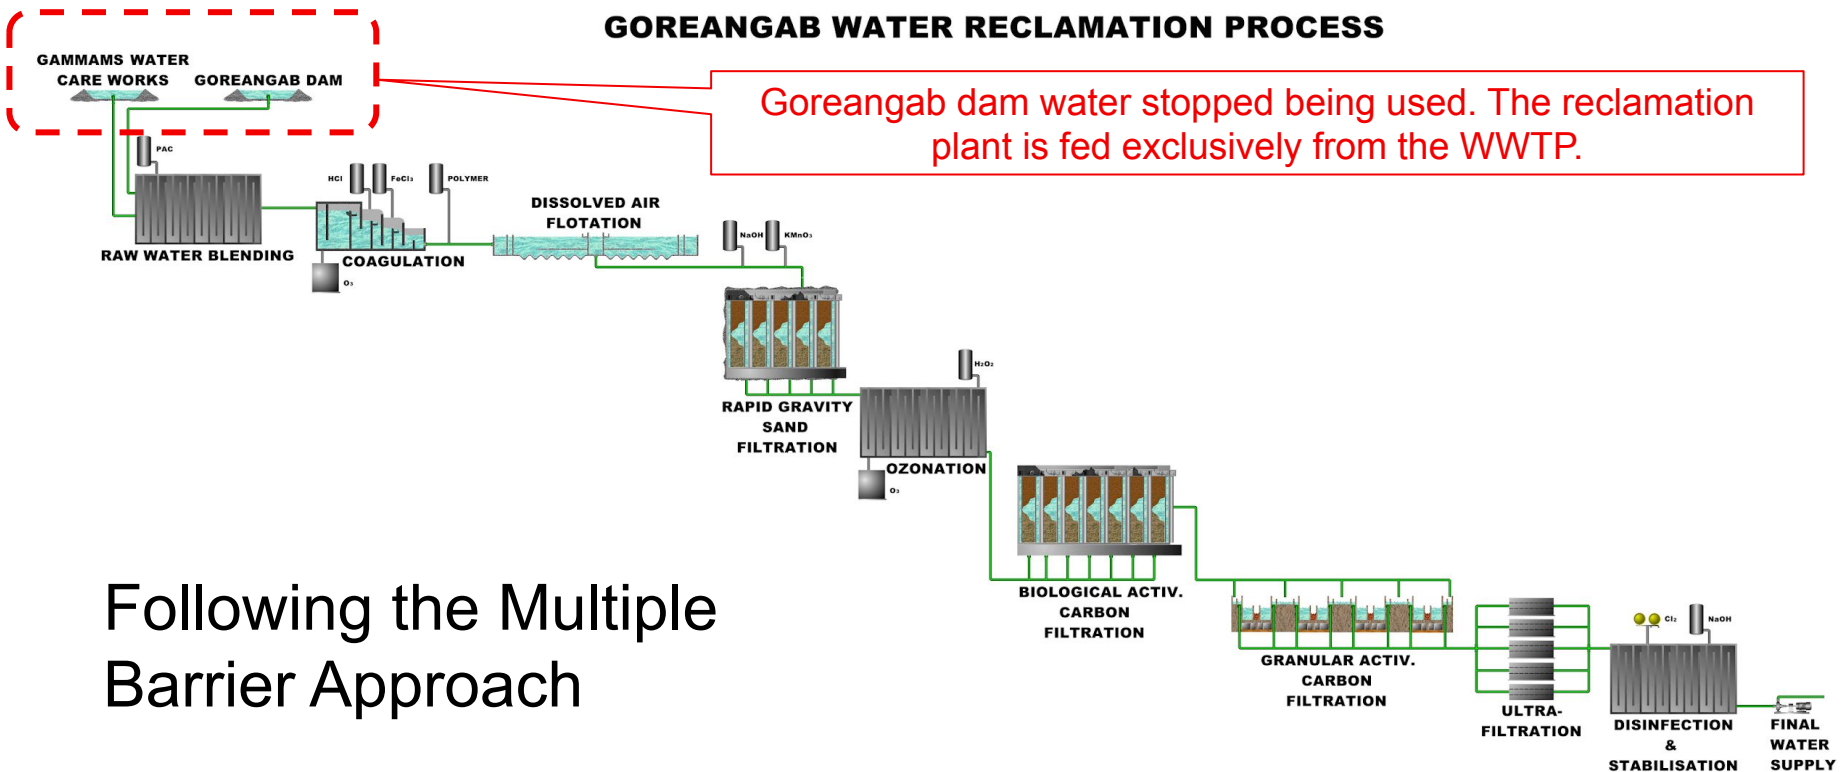 GOREANGAB WATER RECLAMATION PROCESS
GAMMAMS WATER
CARE WORKS
GOREANGAB DAM
Goreangab dam water stopped being used. The reclamation
plant is fed exclusively from the WWTP.
PAC
RAW WATER BLENDING
HCl
FeCl₃
POLYMER
COAGULATION
O₃
DISSOLVED AIR
FLOTATION
NaOH
KMnO₃
RAPID GRAVITY
SAND
FILTRATION
H₂O₂
OZONATION
O₃
BIOLOGICAL ACTIV.
CARBON
FILTRATION
GRANULAR ACTIV.
CARBON
FILTRATION
ULTRA-
FILTRATION
Cl₂
NaOH
DISINFECTION
&
STABILISATION
FINAL
WATER
SUPPLY
Following the Multiple
Barrier Approach